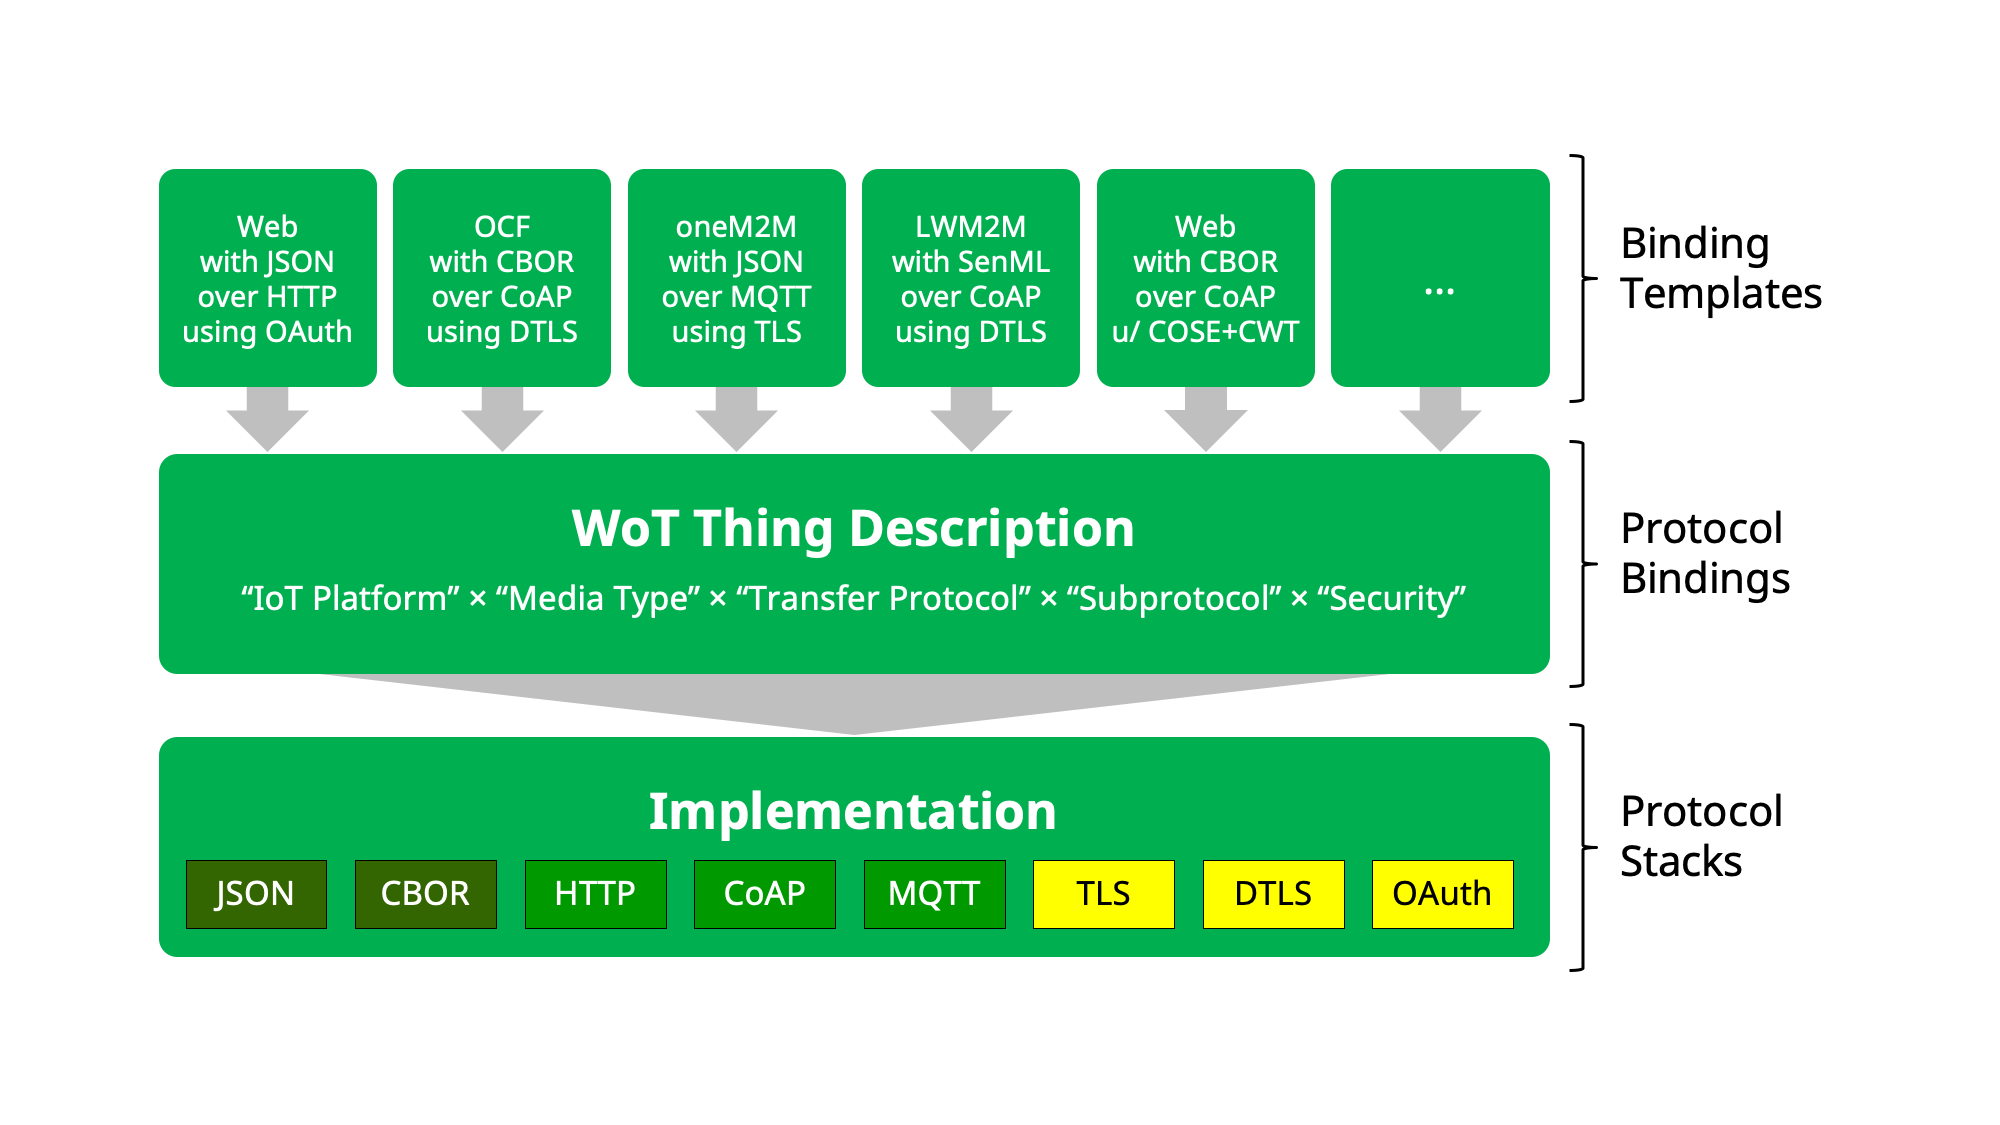 Web
with JSON
over HTTP
using OAuth
OCF
with CBOR
over CoAP
using DTLS
oneM2M
with JSON
over MQTT
using TLS
LWM2M
with SenML
over CoAP
using DTLS
Web
with CBOR
over CoAP
u/ COSE+CWT
...
Binding
Templates
WoT Thing Description
“IoT Platform” × “Media Type” × “Transfer Protocol” × “Subprotocol” × “Security”
Protocol
Bindings
Implementation
JSON
CBOR
HTTP
CoAP
MQTT
TLS
DTLS
OAuth
Protocol
Stacks